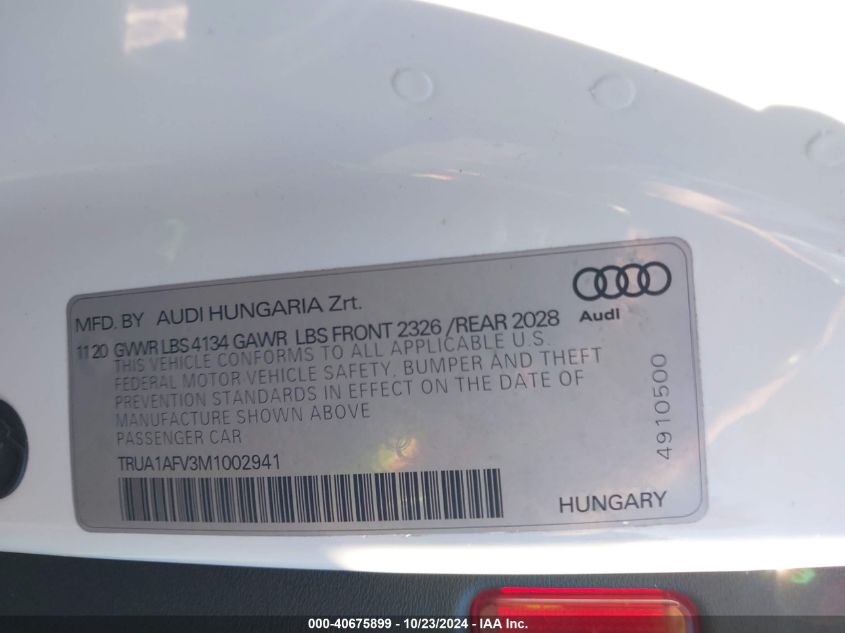 MFD. BY AUDI HUNGARIA Zrt.
Audi
11 20 GVWR LBS 4134 GAWR LBS FRONT 2326 /REAR 2028
THIS VEHICLE CONFORMS TO ALL APPLICABLE U.S.
FEDERAL MOTOR VEHICLE SAFETY, BUMPER AND THEFT
PREVENTION STANDARDS IN EFFECT ON THE DATE OF
MANUFACTURE SHOWN ABOVE
PASSENGER CAR
4910500
TRUA1AFV3M1002941
HUNGARY
000-40675899 - 10/23/2024 - IAA Inc.